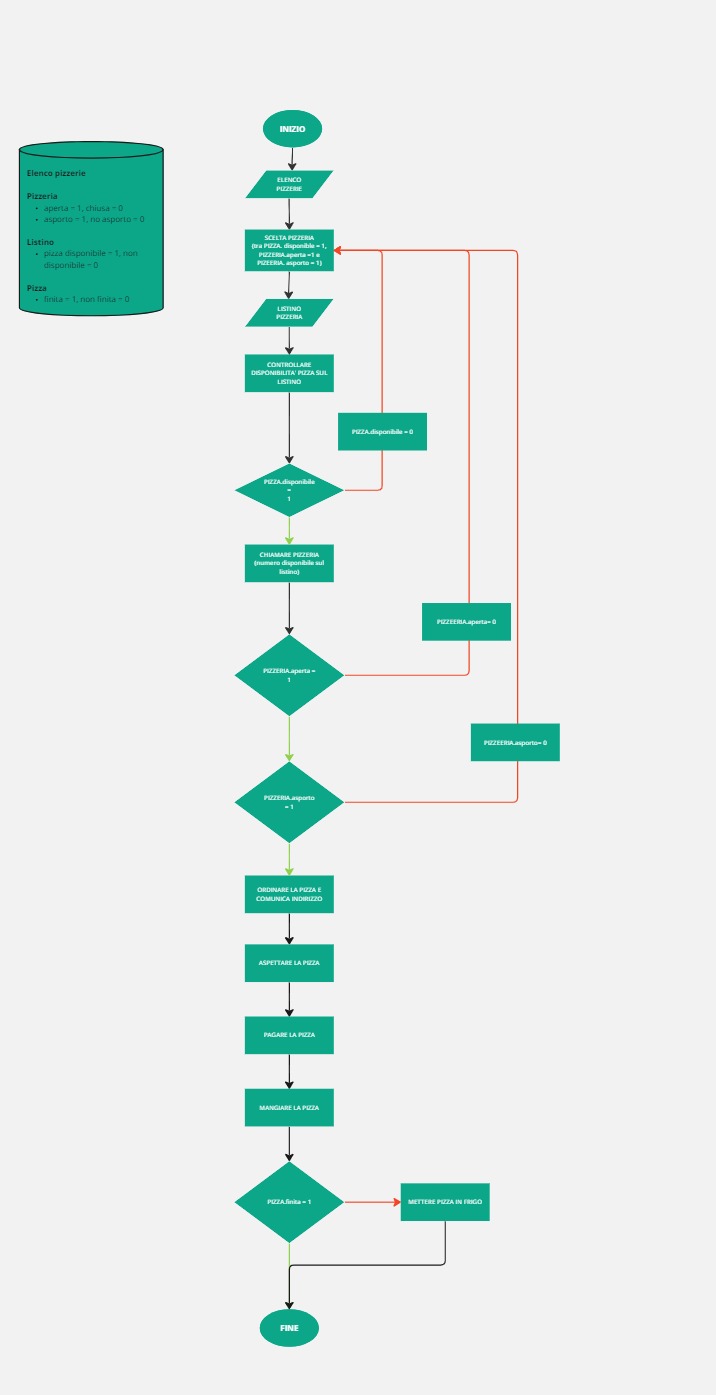 INIZIO
Elenco pizzerie
Pizzeria
• aperta = 1, chiusa = 0
• asporto = 1, no asporto = 0
Listino
• pizza disponibile = 1, non
disponibile = 0
Pizza
• finita = 1, non finita = 0
ELENCO
PIZZERIE
SCELTA PIZZERIA
(tra PIZZA. disponibile = 1,
PIZZERIA.aperta =1 e
PIZEERIA. asporto = 1)
LISTINO
PIZZERIA
CONTROLLARE
DISPONIBILITA' PIZZA SUL
LISTINO
PIZZA.disponibile = 0
PIZZA.disponibile
=
1
CHIAMARE PIZZERIA
(numero disponibile sul
listino)
PIZZEERIA.aperta= 0
PIZZERIA.aperta =
1
PIZZEERIA.asporto= 0
PIZZERIA.asporto
= 1
ORDINARE LA PIZZA E
COMUNICA INDIRIZZO
ASPETTARE LA PIZZA
PAGARE LA PIZZA
MANGIARE LA PIZZA
PIZZA.finita = 1
METTERE PIZZA IN FRIGO
FINE